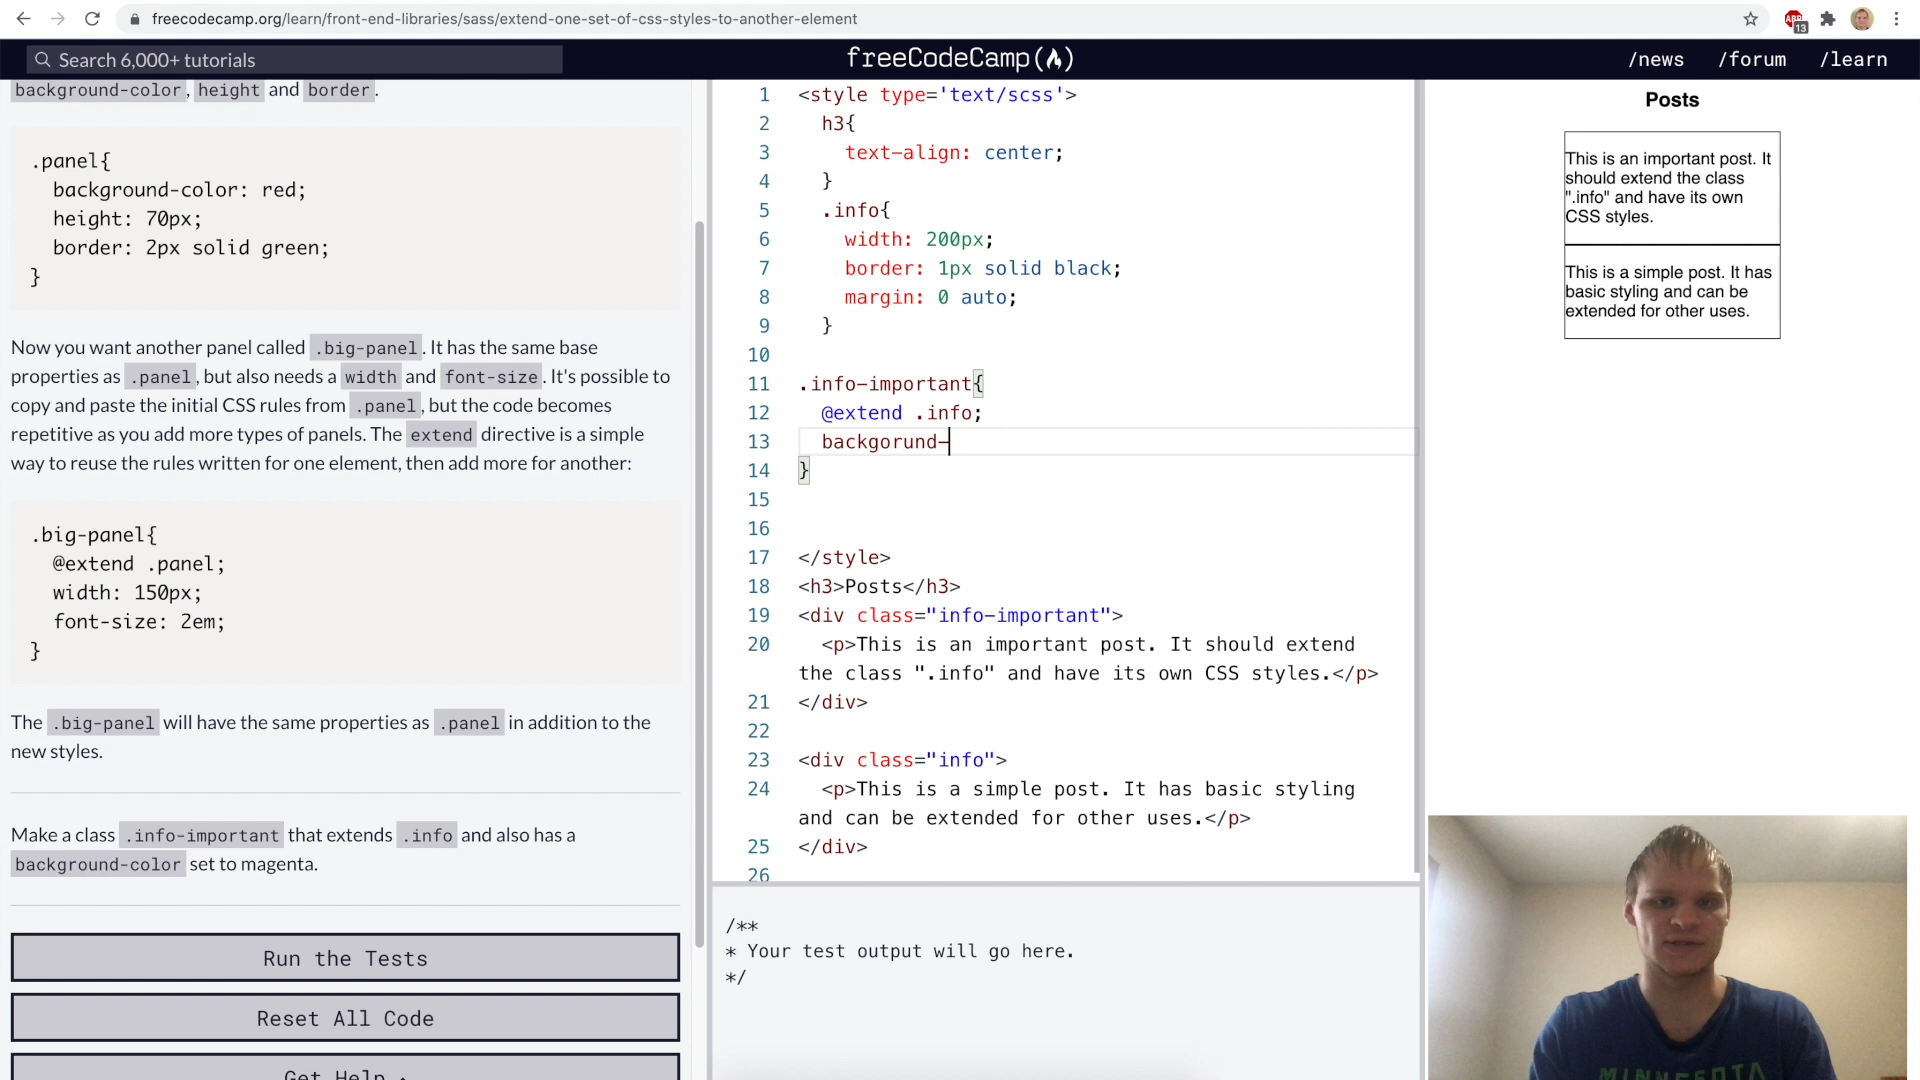 freecodecamp.org/learn/front-end-libraries/sass/extend-one-set-of-css-styles-to-another-element
ABP
13
Search 6,000+ tutorials
freeCodeCamp
/news /forum /learn
background-color, height and border.
.panel{
background-color: red;
height: 70px;
border: 2px solid green;
}
Now you want another panel called .big-panel. It has the same base
properties as .panel, but also needs a width and font-size. It's possible to
copy and paste the initial CSS rules from .panel, but the code becomes
repetitive as you add more types of panels. The extend directive is a simple
way to reuse the rules written for one element, then add more for another:
.big-panel{
@extend .panel;
width: 150px;
font-size: 2em;
}
The .big-panel will have the same properties as .panel in addition to the
new styles.
Make a class .info-important that extends .info and also has a
background-color set to magenta.
Run the Tests
Reset All Code
Get Help
1 <style type='text/scss'>
2 h3{
3 text-align: center;
4 }
5 .info{
6 width: 200px;
7 border: 1px solid black;
8 margin: 0 auto;
9 }
10
11 .info-important{
12 @extend .info;
13 backgorund-
14 }
15
16
17 </style>
18 <h3>Posts</h3>
19 <div class="info-important">
20 <p>This is an important post. It should extend
the class ".info" and have its own CSS styles.</p>
21 </div>
22
23 <div class="info">
24 <p>This is a simple post. It has basic styling
and can be extended for other uses.</p>
25 </div>
26
/**
* Your test output will go here.
*/
Posts
This is an important post. It
should extend the class
".info" and have its own
CSS styles.
This is a simple post. It has
basic styling and can be
extended for other uses.
MINNESOTA